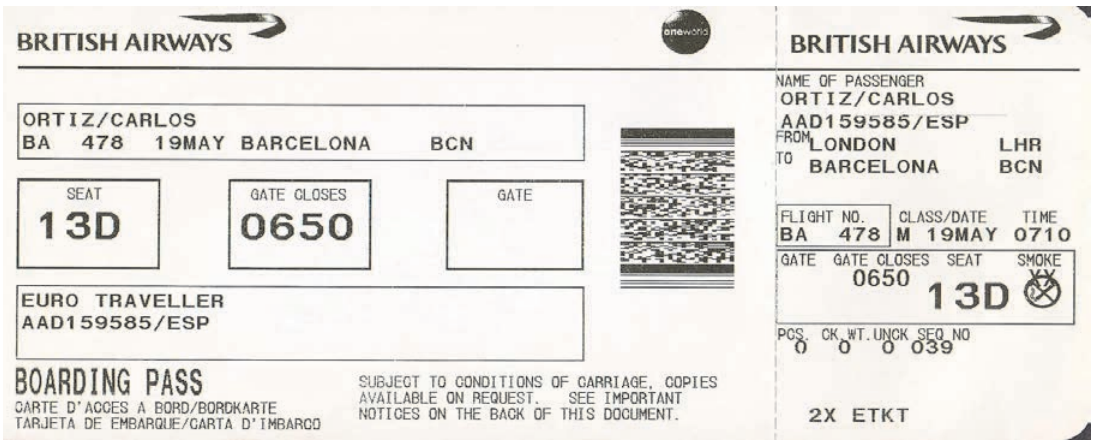 BRITISH AIRWAYS
oneworld
ORTIZ/CARLOS
BA 478 19MAY BARCELONA BCN
SEAT
13D
GATE CLOSES
0650
GATE
EURO TRAVELLER
AAD159585/ESP
BOARDING PASS
CARTE D'ACCES A BORD/BORDKARTE
TARJETA DE EMBARQUE/CARTA D'IMBARCO
SUBJECT TO CONDITIONS OF CARRIAGE, COPIES
AVAILABLE ON REQUEST. SEE IMPORTANT
NOTICES ON THE BACK OF THIS DOCUMENT.
BRITISH AIRWAYS
NAME OF PASSENGER
ORTIZ/CARLOS
AAD159585/ESP
FROM LONDON LHR
TO BARCELONA BCN
FLIGHT NO. CLASS/DATE TIME
BA 478 M 19MAY 0710
GATE GATE CLOSES SEAT SMOKE
0650 13D
PCS. CK.WT.UNCK SEQ NO
0 0 0 039
2X ETKT